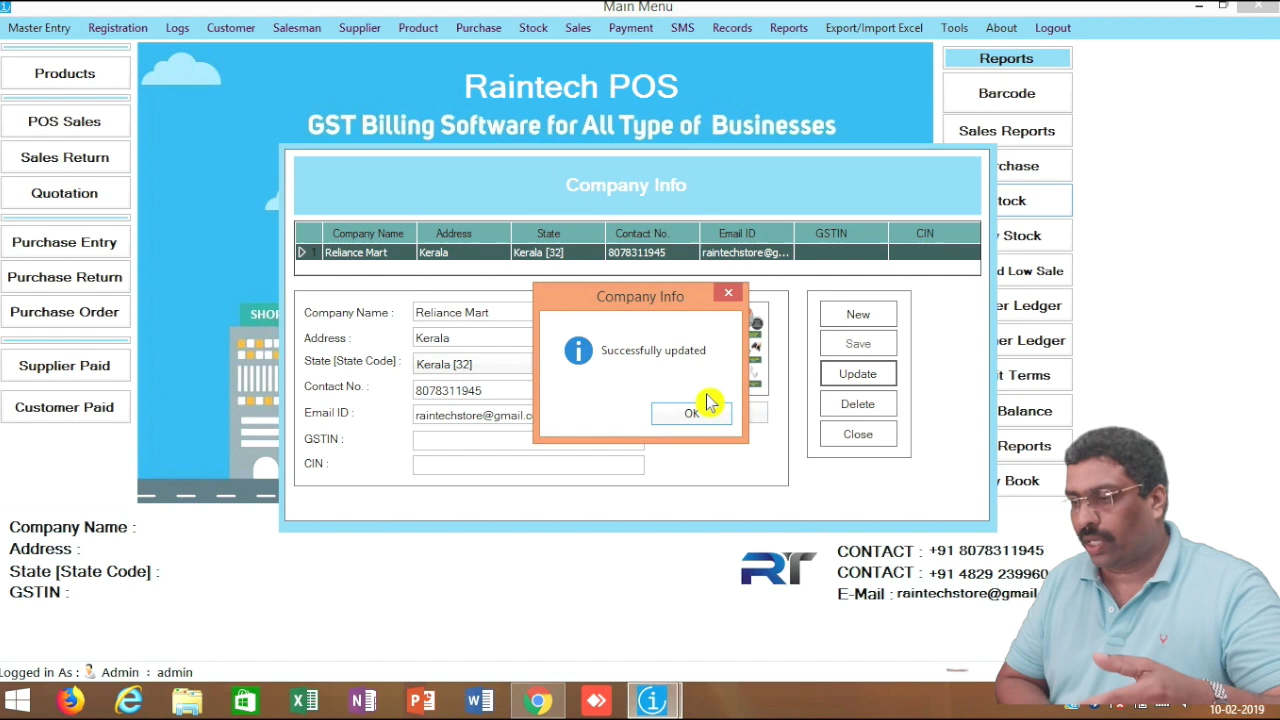 Main Menu
Master Entry Registration Logs Customer Salesman Supplier Product Purchase Stock Sales Payment SMS Records Reports Export/Import Excel Tools About Logout
Products
POS Sales
Sales Return
Quotation
Purchase Entry
Purchase Return
Purchase Order
Supplier Paid
Customer Paid
Raintech POS
GST Billing Software for All Type of Businesses
SHOP
Reports
Barcode
Sales Reports
chase
tock
Stock
d Low Sale
er Ledger
er Ledger
it Terms
Balance
Reports
y Book
Company Info
Company Name Address State Contact No. Email ID GSTIN CIN
1 Reliance Mart Kerala Kerala [32] 8078311945 raintechstore@g...
Company Name : Reliance Mart
Address : Kerala
State [State Code] : Kerala [32]
Contact No. : 8078311945
Email ID : raintechstore@gmail.c
GSTIN :
CIN :
Company Info
Successfully updated
OK
New
Save
Update
Delete
Close
Company Name :
Address :
State [State Code] :
GSTIN :
RT
CONTACT : +91 8078311945
CONTACT : +91 4829 239960
E-Mail : raintechstore@gmail
Logged in As : Admin : admin
10-02-2019